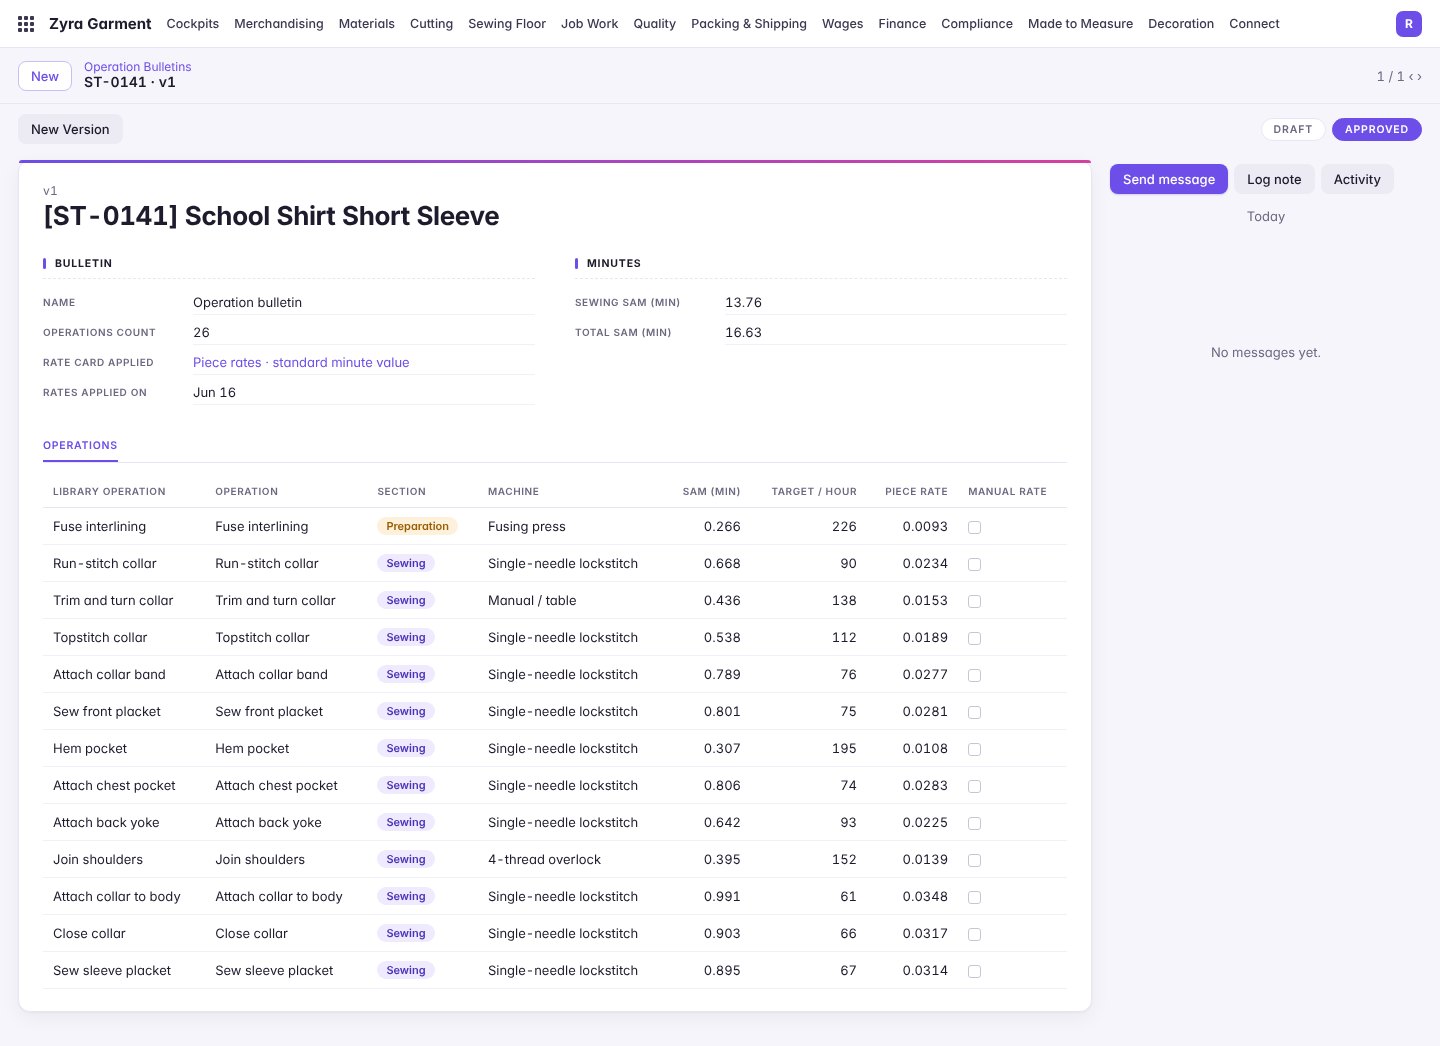 Zyra Garment Cockpits Merchandising Materials Cutting Sewing Floor Job Work Quality Packing & Shipping Wages Finance Compliance Made to Measure Decoration Connect R
New
Operation Bulletins
ST-0141 · v1
1 / 1 ‹ ›
New Version
DRAFT APPROVED
v1
[ST-0141] School Shirt Short Sleeve
BULLETIN
NAME Operation bulletin
OPERATIONS COUNT 26
RATE CARD APPLIED Piece rates · standard minute value
RATES APPLIED ON Jun 16
MINUTES
SEWING SAM (MIN) 13.76
TOTAL SAM (MIN) 16.63
OPERATIONS
LIBRARY OPERATION OPERATION SECTION MACHINE SAM (MIN) TARGET / HOUR PIECE RATE MANUAL RATE
Fuse interlining Fuse interlining Preparation Fusing press 0.266 226 0.0093
Run-stitch collar Run-stitch collar Sewing Single-needle lockstitch 0.668 90 0.0234
Trim and turn collar Trim and turn collar Sewing Manual / table 0.436 138 0.0153
Topstitch collar Topstitch collar Sewing Single-needle lockstitch 0.538 112 0.0189
Attach collar band Attach collar band Sewing Single-needle lockstitch 0.789 76 0.0277
Sew front placket Sew front placket Sewing Single-needle lockstitch 0.801 75 0.0281
Hem pocket Hem pocket Sewing Single-needle lockstitch 0.307 195 0.0108
Attach chest pocket Attach chest pocket Sewing Single-needle lockstitch 0.806 74 0.0283
Attach back yoke Attach back yoke Sewing Single-needle lockstitch 0.642 93 0.0225
Join shoulders Join shoulders Sewing 4-thread overlock 0.395 152 0.0139
Attach collar to body Attach collar to body Sewing Single-needle lockstitch 0.991 61 0.0348
Close collar Close collar Sewing Single-needle lockstitch 0.903 66 0.0317
Sew sleeve placket Sew sleeve placket Sewing Single-needle lockstitch 0.895 67 0.0314
Send message Log note Activity
Today
No messages yet.